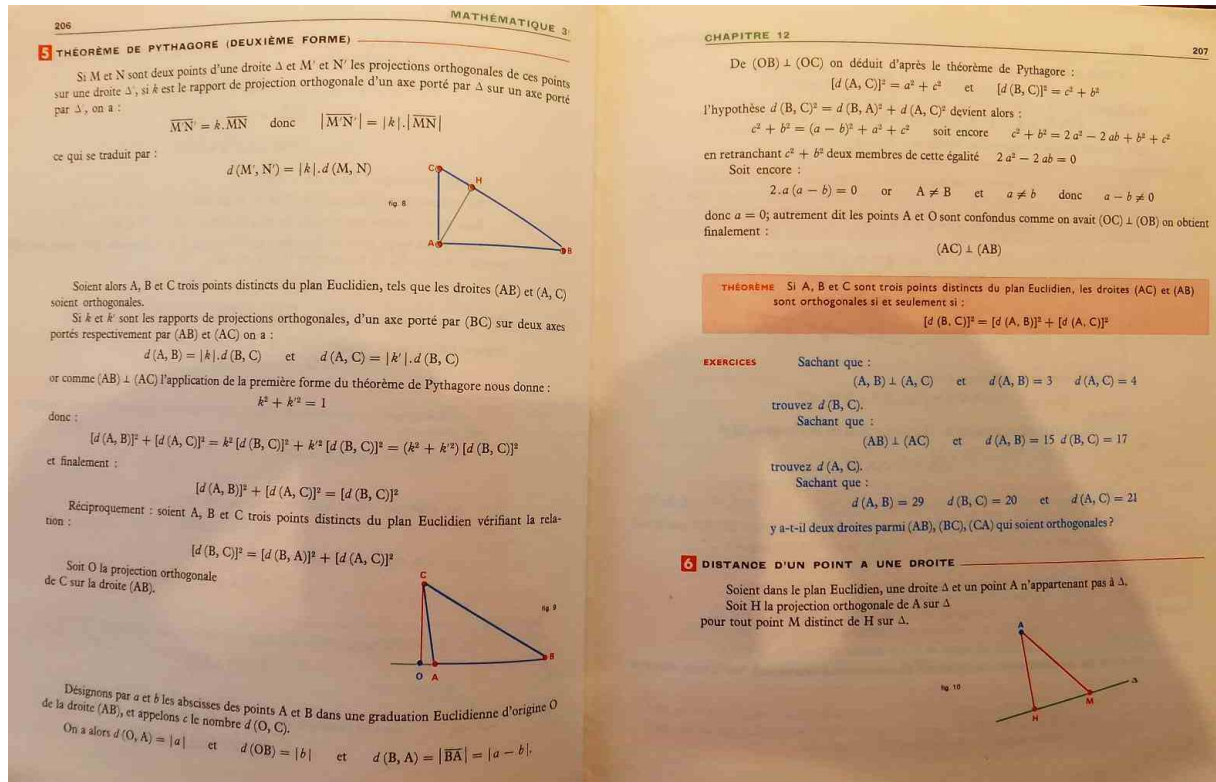 206
MATHÉMATIQUE 3
5 THÉORÈME DE PYTHAGORE (DEUXIÈME FORME)
Si M et N sont deux points d'une droite Δ et M' et N' les projections orthogonales de ces points
sur une droite Δ', si k est le rapport de projection orthogonale d'un axe porté par Δ sur un axe porté
par Δ', on a :
M'N' = k.MN donc |M'N'| = |k|.|MN|
ce qui se traduit par :
d (M', N') = |k|.d (M, N)
fig. 8
C
H
A
B
Soient alors A, B et C trois points distincts du plan Euclidien, tels que les droites (AB) et (A, C)
soient orthogonales.
Si k et k' sont les rapports de projections orthogonales, d'un axe porté par (BC) sur deux axes
portés respectivement par (AB) et (AC) on a :
d (A, B) = |k|.d (B, C) et d (A, C) = |k'|.d (B, C)
or comme (AB) ⊥ (AC) l'application de la première forme du théorème de Pythagore nous donne :
k² + k'² = 1
donc :
[d (A, B)]² + [d (A, C)]² = k² [d (B, C)]² + k'² [d (B, C)]² = (k² + k'²) [d (B, C)]²
et finalement :
[d (A, B)]² + [d (A, C)]² = [d (B, C)]²
Réciproquement : soient A, B et C trois points distincts du plan Euclidien vérifiant la rela-
tion :
[d (B, C)]² = [d (B, A)]² + [d (A, C)]²
Soit O la projection orthogonale
de C sur la droite (AB).
C
fig. 9
B
O A
Désignons par a et b les abscisses des points A et B dans une graduation Euclidienne d'origine O
de la droite (AB), et appelons c le nombre d (O, C).
On a alors d (O, A) = |a| et d (OB) = |b| et d (B, A) = |BA| = |a − b|.
CHAPITRE 12
207
De (OB) ⊥ (OC) on déduit d'après le théorème de Pythagore :
[d (A, C)]² = a² + c² et [d (B, C)]² = c² + b²
l'hypothèse d (B, C)² = d (B, A)² + d (A, C)² devient alors :
c² + b² = (a − b)² + a² + c² soit encore c² + b² = 2 a² − 2 ab + b² + c²
en retranchant c² + b² deux membres de cette égalité 2 a² − 2 ab = 0
Soit encore :
2.a (a − b) = 0 or A ≠ B et a ≠ b donc a − b ≠ 0
donc a = 0; autrement dit les points A et O sont confondus comme on avait (OC) ⊥ (OB) on obtient
finalement :
(AC) ⊥ (AB)
THÉORÈME Si A, B et C sont trois points distincts du plan Euclidien, les droites (AC) et (AB)
sont orthogonales si et seulement si :
[d (B, C)]² = [d (A, B)]² + [d (A, C)]²
EXERCICES Sachant que :
(A, B) ⊥ (A, C) et d (A, B) = 3 d (A, C) = 4
trouvez d (B, C).
Sachant que :
(AB) ⊥ (AC) et d (A, B) = 15 d (B, C) = 17
trouvez d (A, C).
Sachant que :
d (A, B) = 29 d (B, C) = 20 et d (A, C) = 21
y a-t-il deux droites parmi (AB), (BC), (CA) qui soient orthogonales ?
6 DISTANCE D'UN POINT A UNE DROITE
Soient dans le plan Euclidien, une droite Δ et un point A n'appartenant pas à Δ.
Soit H la projection orthogonale de A sur Δ
pour tout point M distinct de H sur Δ.
A
fig. 10
Δ
M
H